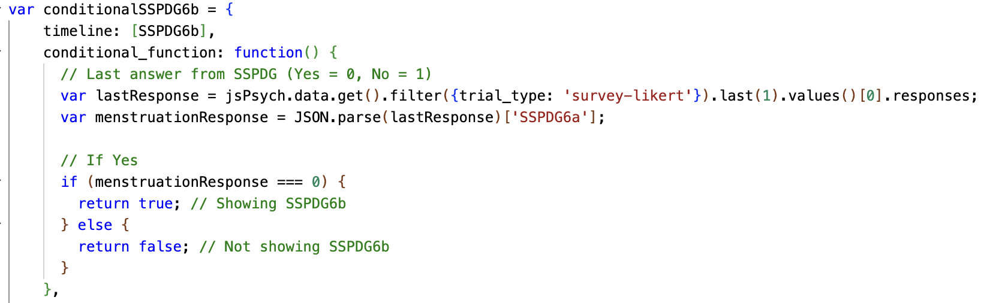 var conditionalSSPDG6b = {
timeline: [SSPDG6b],
conditional_function: function() {
// Last answer from SSPDG (Yes = 0, No = 1)
var lastResponse = jsPsych.data.get().filter({trial_type: 'survey-likert'}).last(1).values()[0].responses;
var menstruationResponse = JSON.parse(lastResponse)['SSPDG6a'];
// If Yes
if (menstruationResponse === 0) {
return true; // Showing SSPDG6b
} else {
return false; // Not showing SSPDG6b
}
},